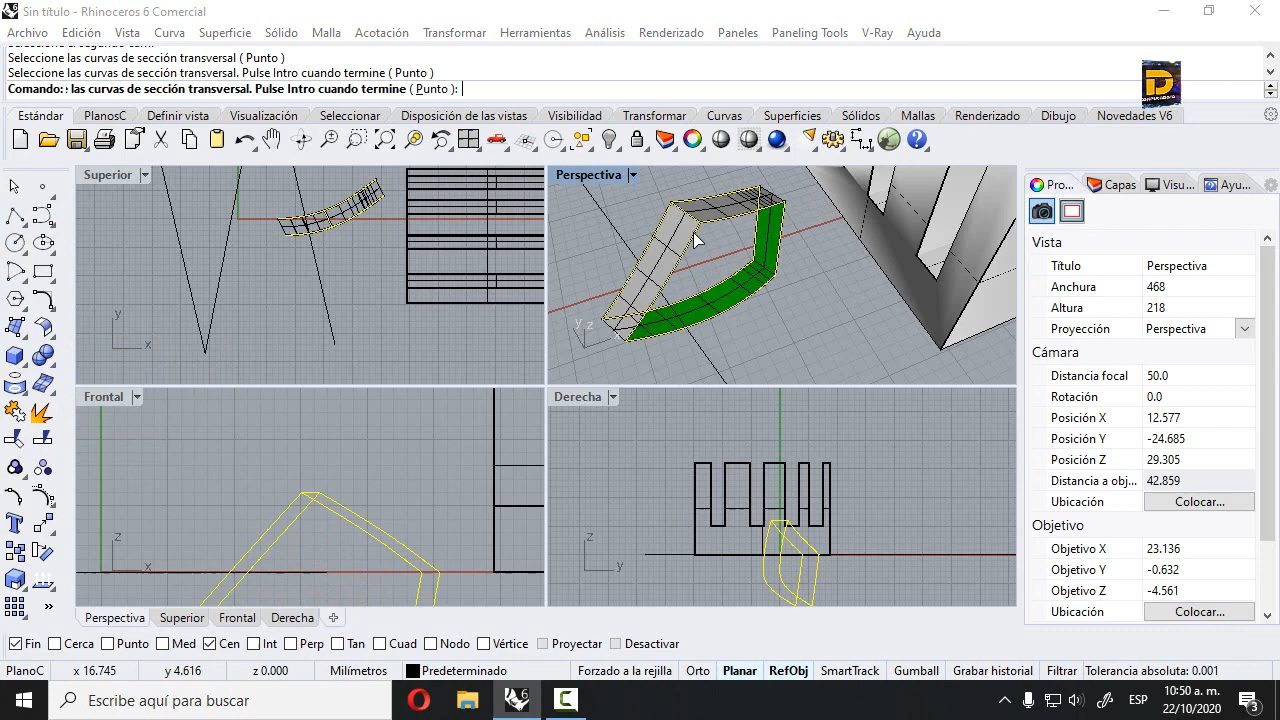 Sin título - Rhinoceros 6 Comercial
Archivo Edición Vista Curva Superficie Sólido Malla Acotación Transformar Herramientas Análisis Renderizado Paneles Paneling Tools V-Ray Ayuda
Seleccione las curvas de sección transversal ( Punto )
Seleccione las curvas de sección transversal. Pulse Intro cuando termine ( Punto )
Comando: : las curvas de sección transversal. Pulse Intro cuando termine ( Punto ):
Estándar PlanosC Definir vista Visualización Seleccionar Disposición de las vistas Visibilidad Transformar Curvas Superficies Sólidos Mallas Renderizado Dibujo Novedades V6
Superior
Perspectiva
Pro... Capas Visu... Ayu...
Vista
Título Perspectiva
Anchura 468
Altura 218
Proyección Perspectiva
Cámara
Distancia focal 50.0
Rotación 0.0
Posición X 12.577
Posición Y -24.685
Posición Z 29.305
Distancia a obj... 42.859
Ubicación Colocar...
Objetivo
Objetivo X 23.136
Objetivo Y -0.632
Objetivo Z -4.561
Ubicación Colocar...
y
x
y z
Frontal
Derecha
z
x
z
y
Perspectiva Superior Frontal Derecha
Fin Cerca Punto Med Cen Int Perp Tan Cuad Nodo Vértice Proyectar Desactivar
PlanoC x 16.745 y 4.616 z 0.000 Milímetros Predeterminado Forzado a la rejilla Orto Planar RefObj SmartTrack Gumball Grabar historial Filtrar Tolerancia absoluta: 0.001
Escribe aquí para buscar
ESP
10:50 a. m.
22/10/2020
3